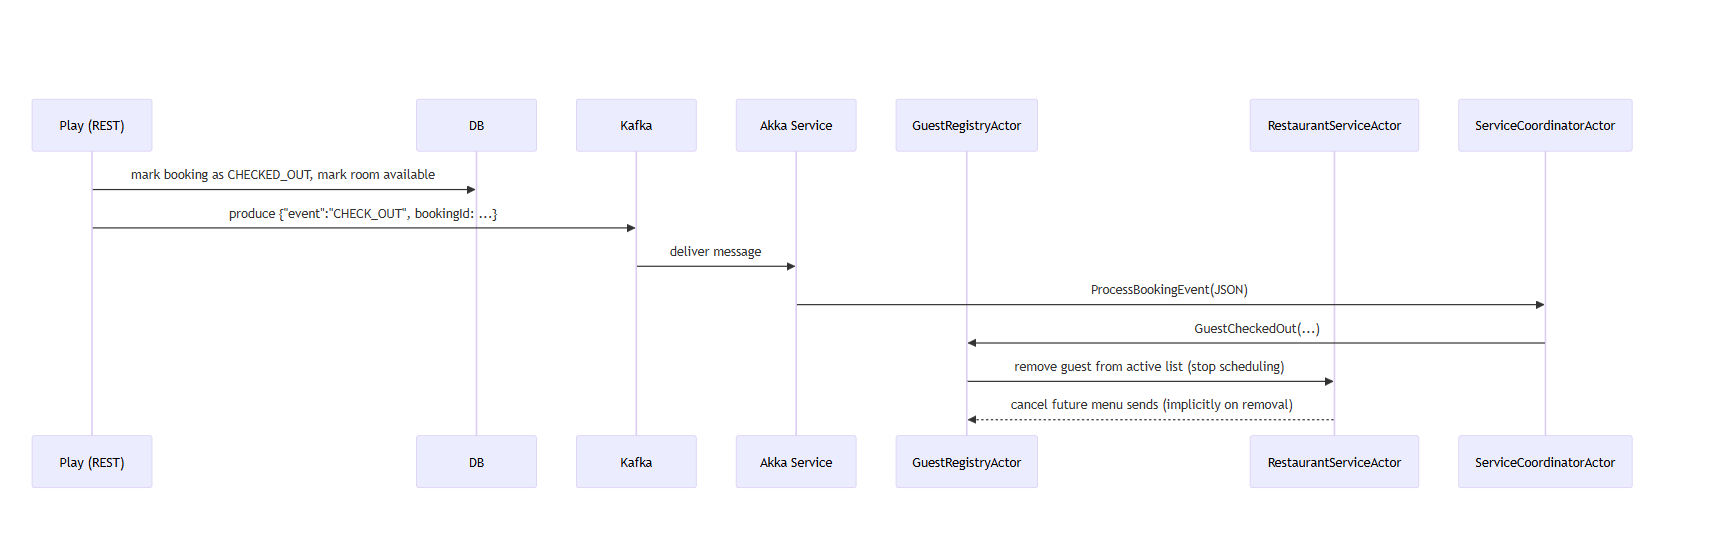 Play (REST)
DB
Kafka
Akka Service
GuestRegistryActor
RestaurantServiceActor
ServiceCoordinatorActor
mark booking as CHECKED_OUT, mark room available
produce {"event":"CHECK_OUT", bookingId: ...}
deliver message
ProcessBookingEvent(JSON)
GuestCheckedOut(...)
remove guest from active list (stop scheduling)
cancel future menu sends (implicitly on removal)
Play (REST)
DB
Kafka
Akka Service
GuestRegistryActor
RestaurantServiceActor
ServiceCoordinatorActor